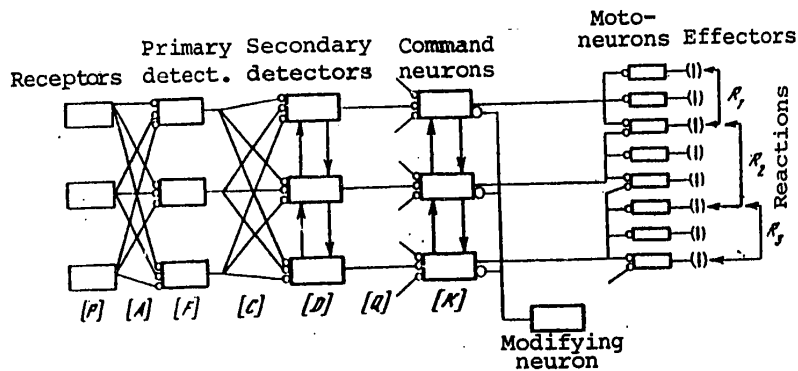 Receptors
Primary detect.
Secondary detectors
Command neurons
Moto-
neurons
Effectors
R₁
R₂
R₃
Reactions
[P] [A] [F] [C] [D] [Q] [K]
Modifying
neuron